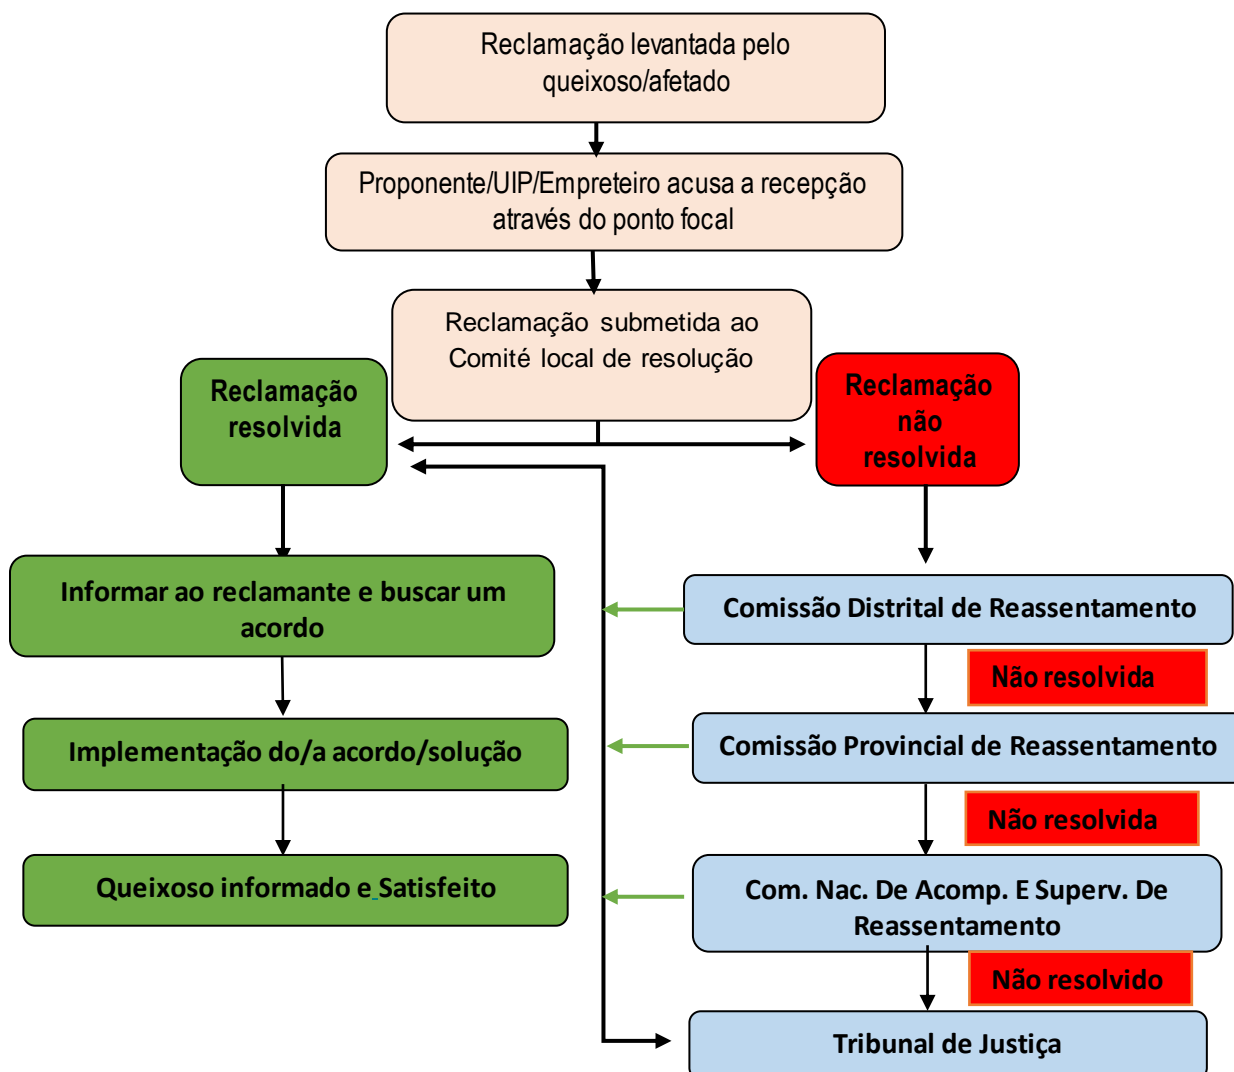 Reclamação levantada pelo
queixoso/afetado
Proponente/UIP/Empreteiro acusa a recepção
através do ponto focal
Reclamação submetida ao
Comité local de resolução
Reclamação
resolvida
Reclamação
não
resolvida
Informar ao reclamante e buscar um
acordo
Comissão Distrital de Reassentamento
Não resolvida
Implementação do/a acordo/solução
Comissão Provincial de Reassentamento
Não resolvida
Queixoso informado e Satisfeito
Com. Nac. De Acomp. E Superv. De
Reassentamento
Não resolvido
Tribunal de Justiça